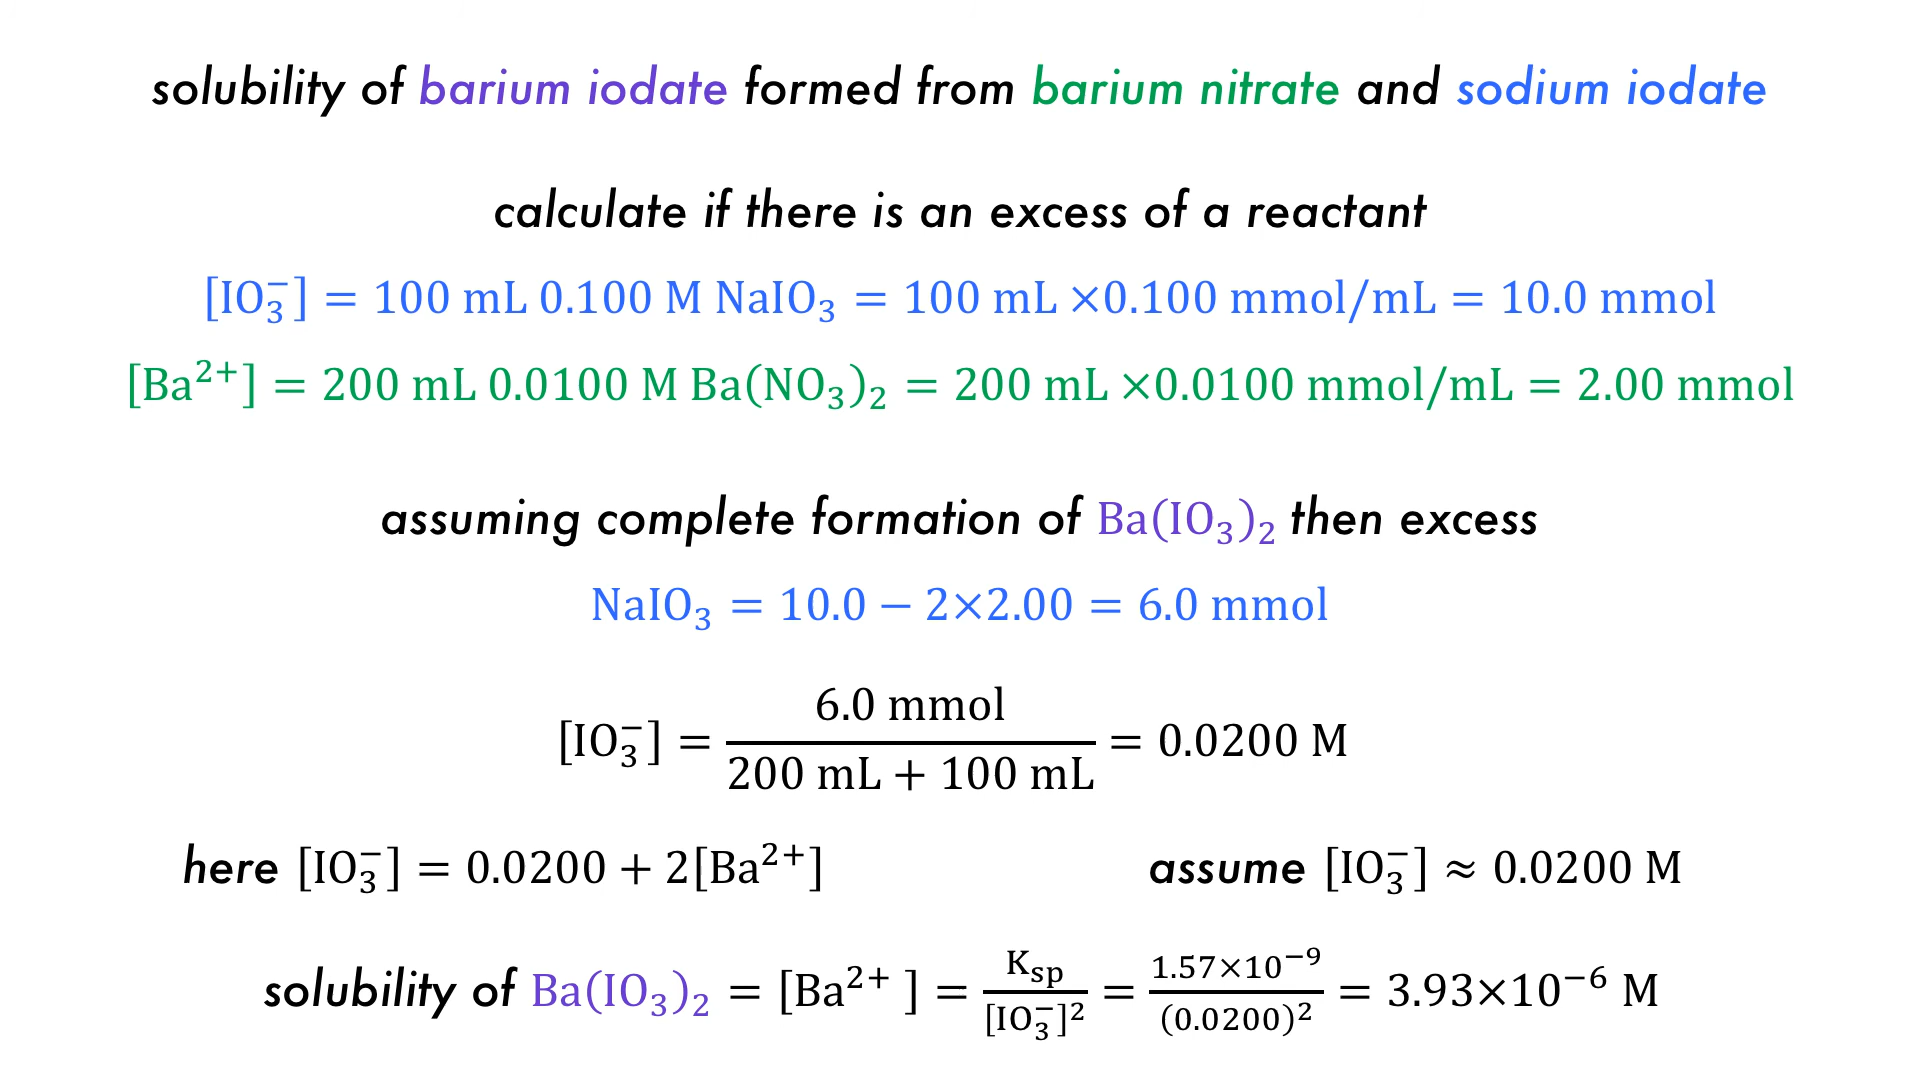 solubility of barium iodate formed from barium nitrate and sodium iodate
calculate if there is an excess of a reactant
[IO₃⁻] = 100 mL 0.100 M NaIO₃ = 100 mL ×0.100 mmol/mL = 10.0 mmol
[Ba²⁺] = 200 mL 0.0100 M Ba(NO₃)₂ = 200 mL ×0.0100 mmol/mL = 2.00 mmol
assuming complete formation of Ba(IO₃)₂ then excess
NaIO₃ = 10.0 − 2×2.00 = 6.0 mmol
[IO₃⁻] = 6.0 mmol / 200 mL + 100 mL = 0.0200 M
here [IO₃⁻] = 0.0200 + 2[Ba²⁺] assume [IO₃⁻] ≈ 0.0200 M
solubility of Ba(IO₃)₂ = [Ba²⁺ ] = Kₛₚ / [IO₃⁻]² = 1.57×10⁻⁹ / (0.0200)² = 3.93×10⁻⁶ M